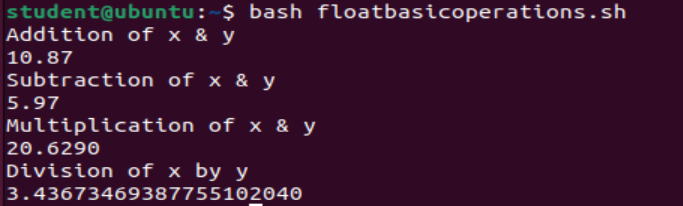 student@ubuntu:~$ bash floatbasicoperations.sh
Addition of x & y
10.87
Subtraction of x & y
5.97
Multiplication of x & y
20.6290
Division of x by y
3.43673469387755102040